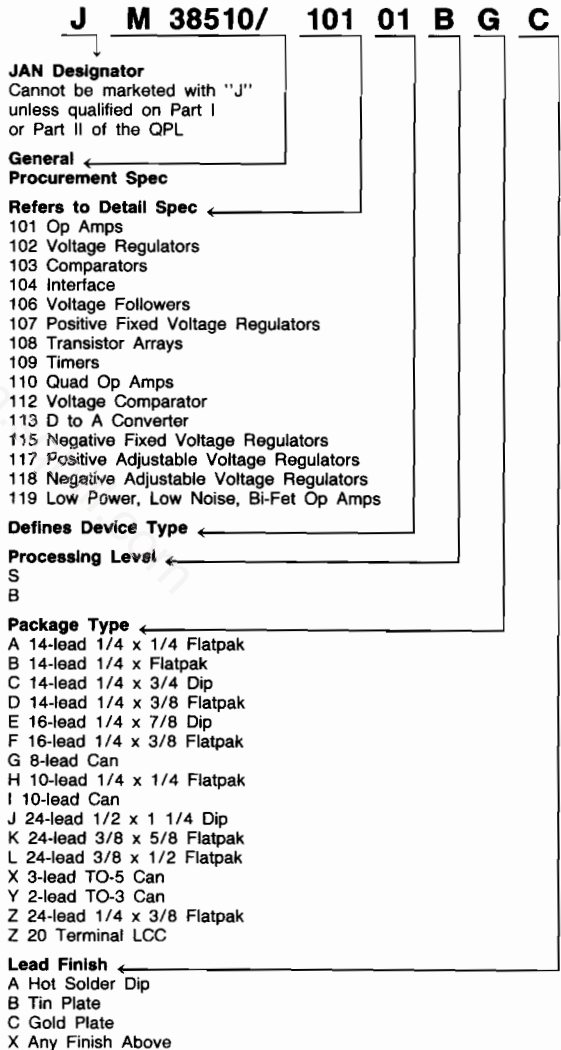 J M 38510/ 101 01 B G C
JAN Designator
Cannot be marketed with "J"
unless qualified on Part I
or Part II of the QPL
General
Procurement Spec
Refers to Detail Spec
101 Op Amps
102 Voltage Regulators
103 Comparators
104 Interface
106 Voltage Followers
107 Positive Fixed Voltage Regulators
108 Transistor Arrays
109 Timers
110 Quad Op Amps
112 Voltage Comparator
113 D to A Converter
115 Negative Fixed Voltage Regulators
117 Positive Adjustable Voltage Regulators
118 Negative Adjustable Voltage Regulators
119 Low Power, Low Noise, Bi-Fet Op Amps
Defines Device Type
Processing Level
S
B
Package Type
A 14-lead 1/4 x 1/4 Flatpak
B 14-lead 1/4 x Flatpak
C 14-lead 1/4 x 3/4 Dip
D 14-lead 1/4 x 3/8 Flatpak
E 16-lead 1/4 x 7/8 Dip
F 16-lead 1/4 x 3/8 Flatpak
G 8-lead Can
H 10-lead 1/4 x 1/4 Flatpak
I 10-lead Can
J 24-lead 1/2 x 1 1/4 Dip
K 24-lead 3/8 x 5/8 Flatpak
L 24-lead 3/8 x 1/2 Flatpak
X 3-lead TO-5 Can
Y 2-lead TO-3 Can
Z 24-lead 1/4 x 3/8 Flatpak
Z 20 Terminal LCC
Lead Finish
A Hot Solder Dip
B Tin Plate
C Gold Plate
X Any Finish Above